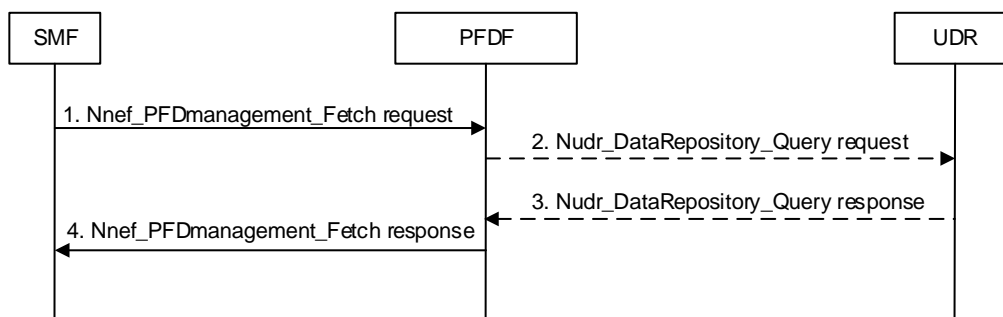 SMF
PFDF
UDR
1. Nnef_PFDmanagement_Fetch request
2. Nudr_DataRepository_Query request
3. Nudr_DataRepository_Query response
4. Nnef_PFDmanagement_Fetch response